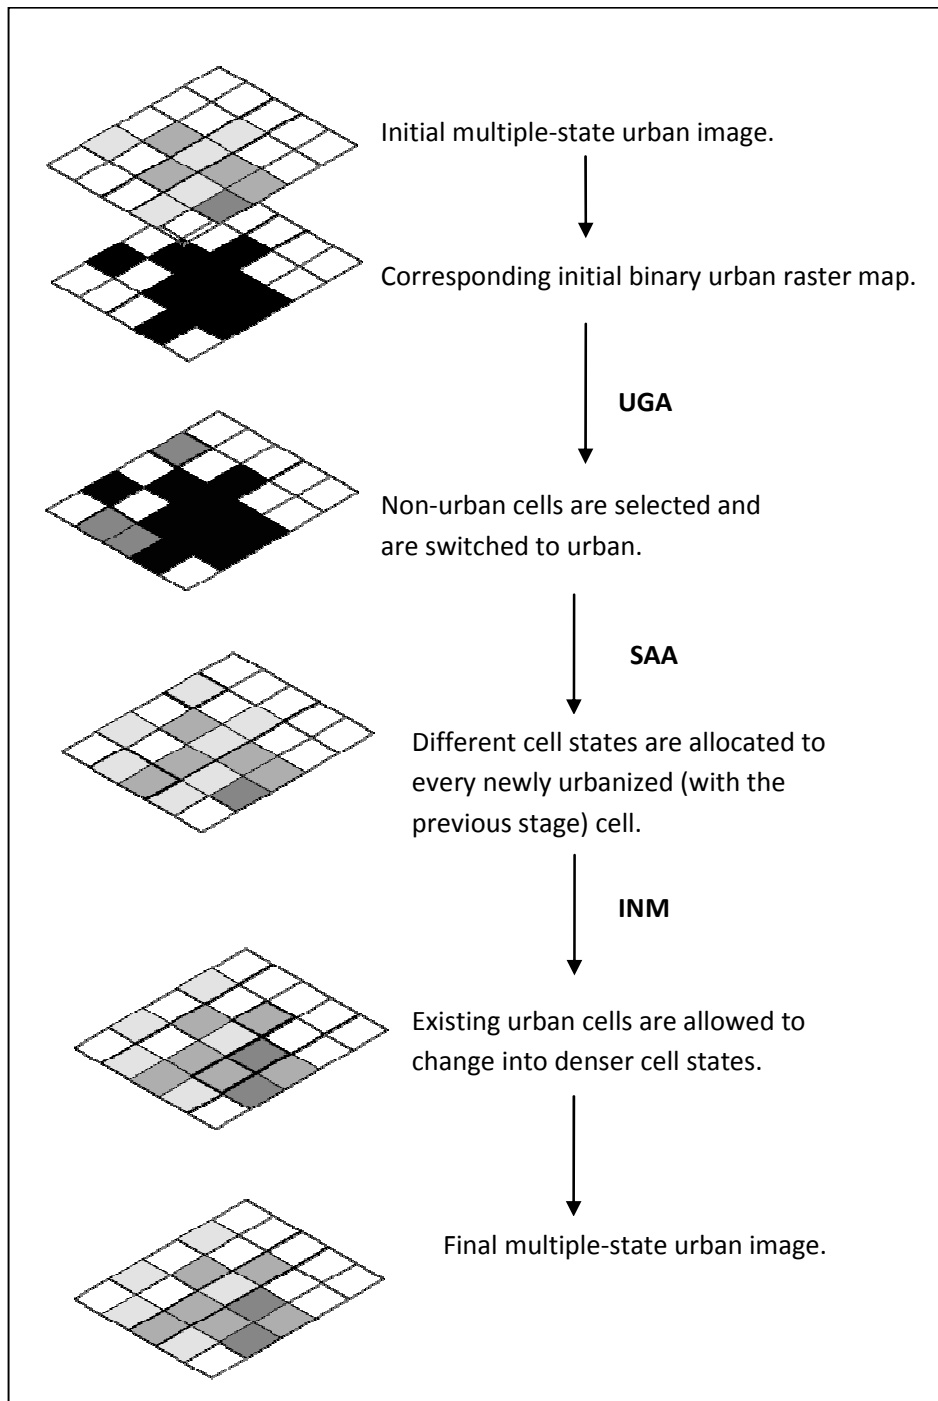 Initial multiple-state urban image.
Corresponding initial binary urban raster map.
UGA
Non-urban cells are selected and
are switched to urban.
SAA
Different cell states are allocated to
every newly urbanized (with the
previous stage) cell.
INM
Existing urban cells are allowed to
change into denser cell states.
Final multiple-state urban image.